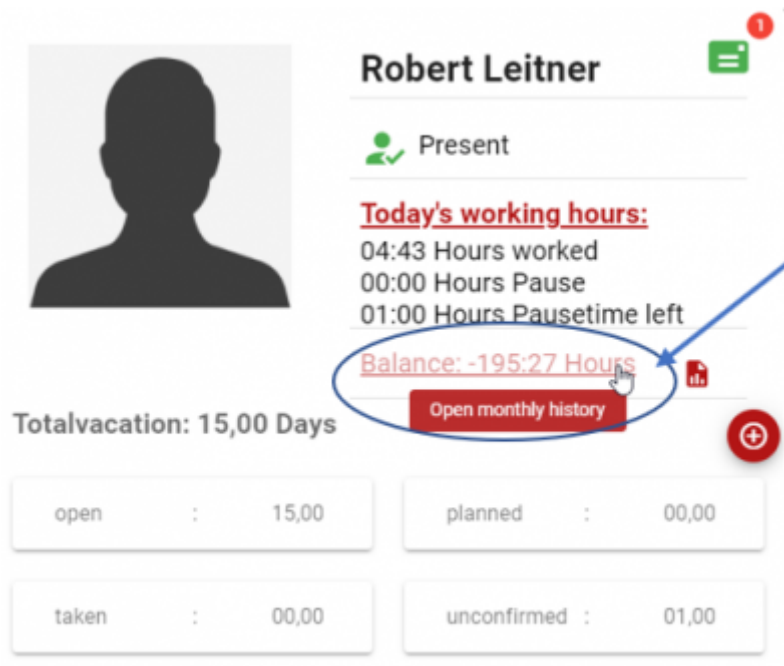 1
Robert Leitner
Present
Today's working hours:
04:43 Hours worked
00:00 Hours Pause
01:00 Hours Pausetime left
Balance: -195:27 Hours
Open monthly history
Totalvacation: 15,00 Days
open : 15,00
planned : 00,00
taken : 00,00
unconfirmed : 01,00